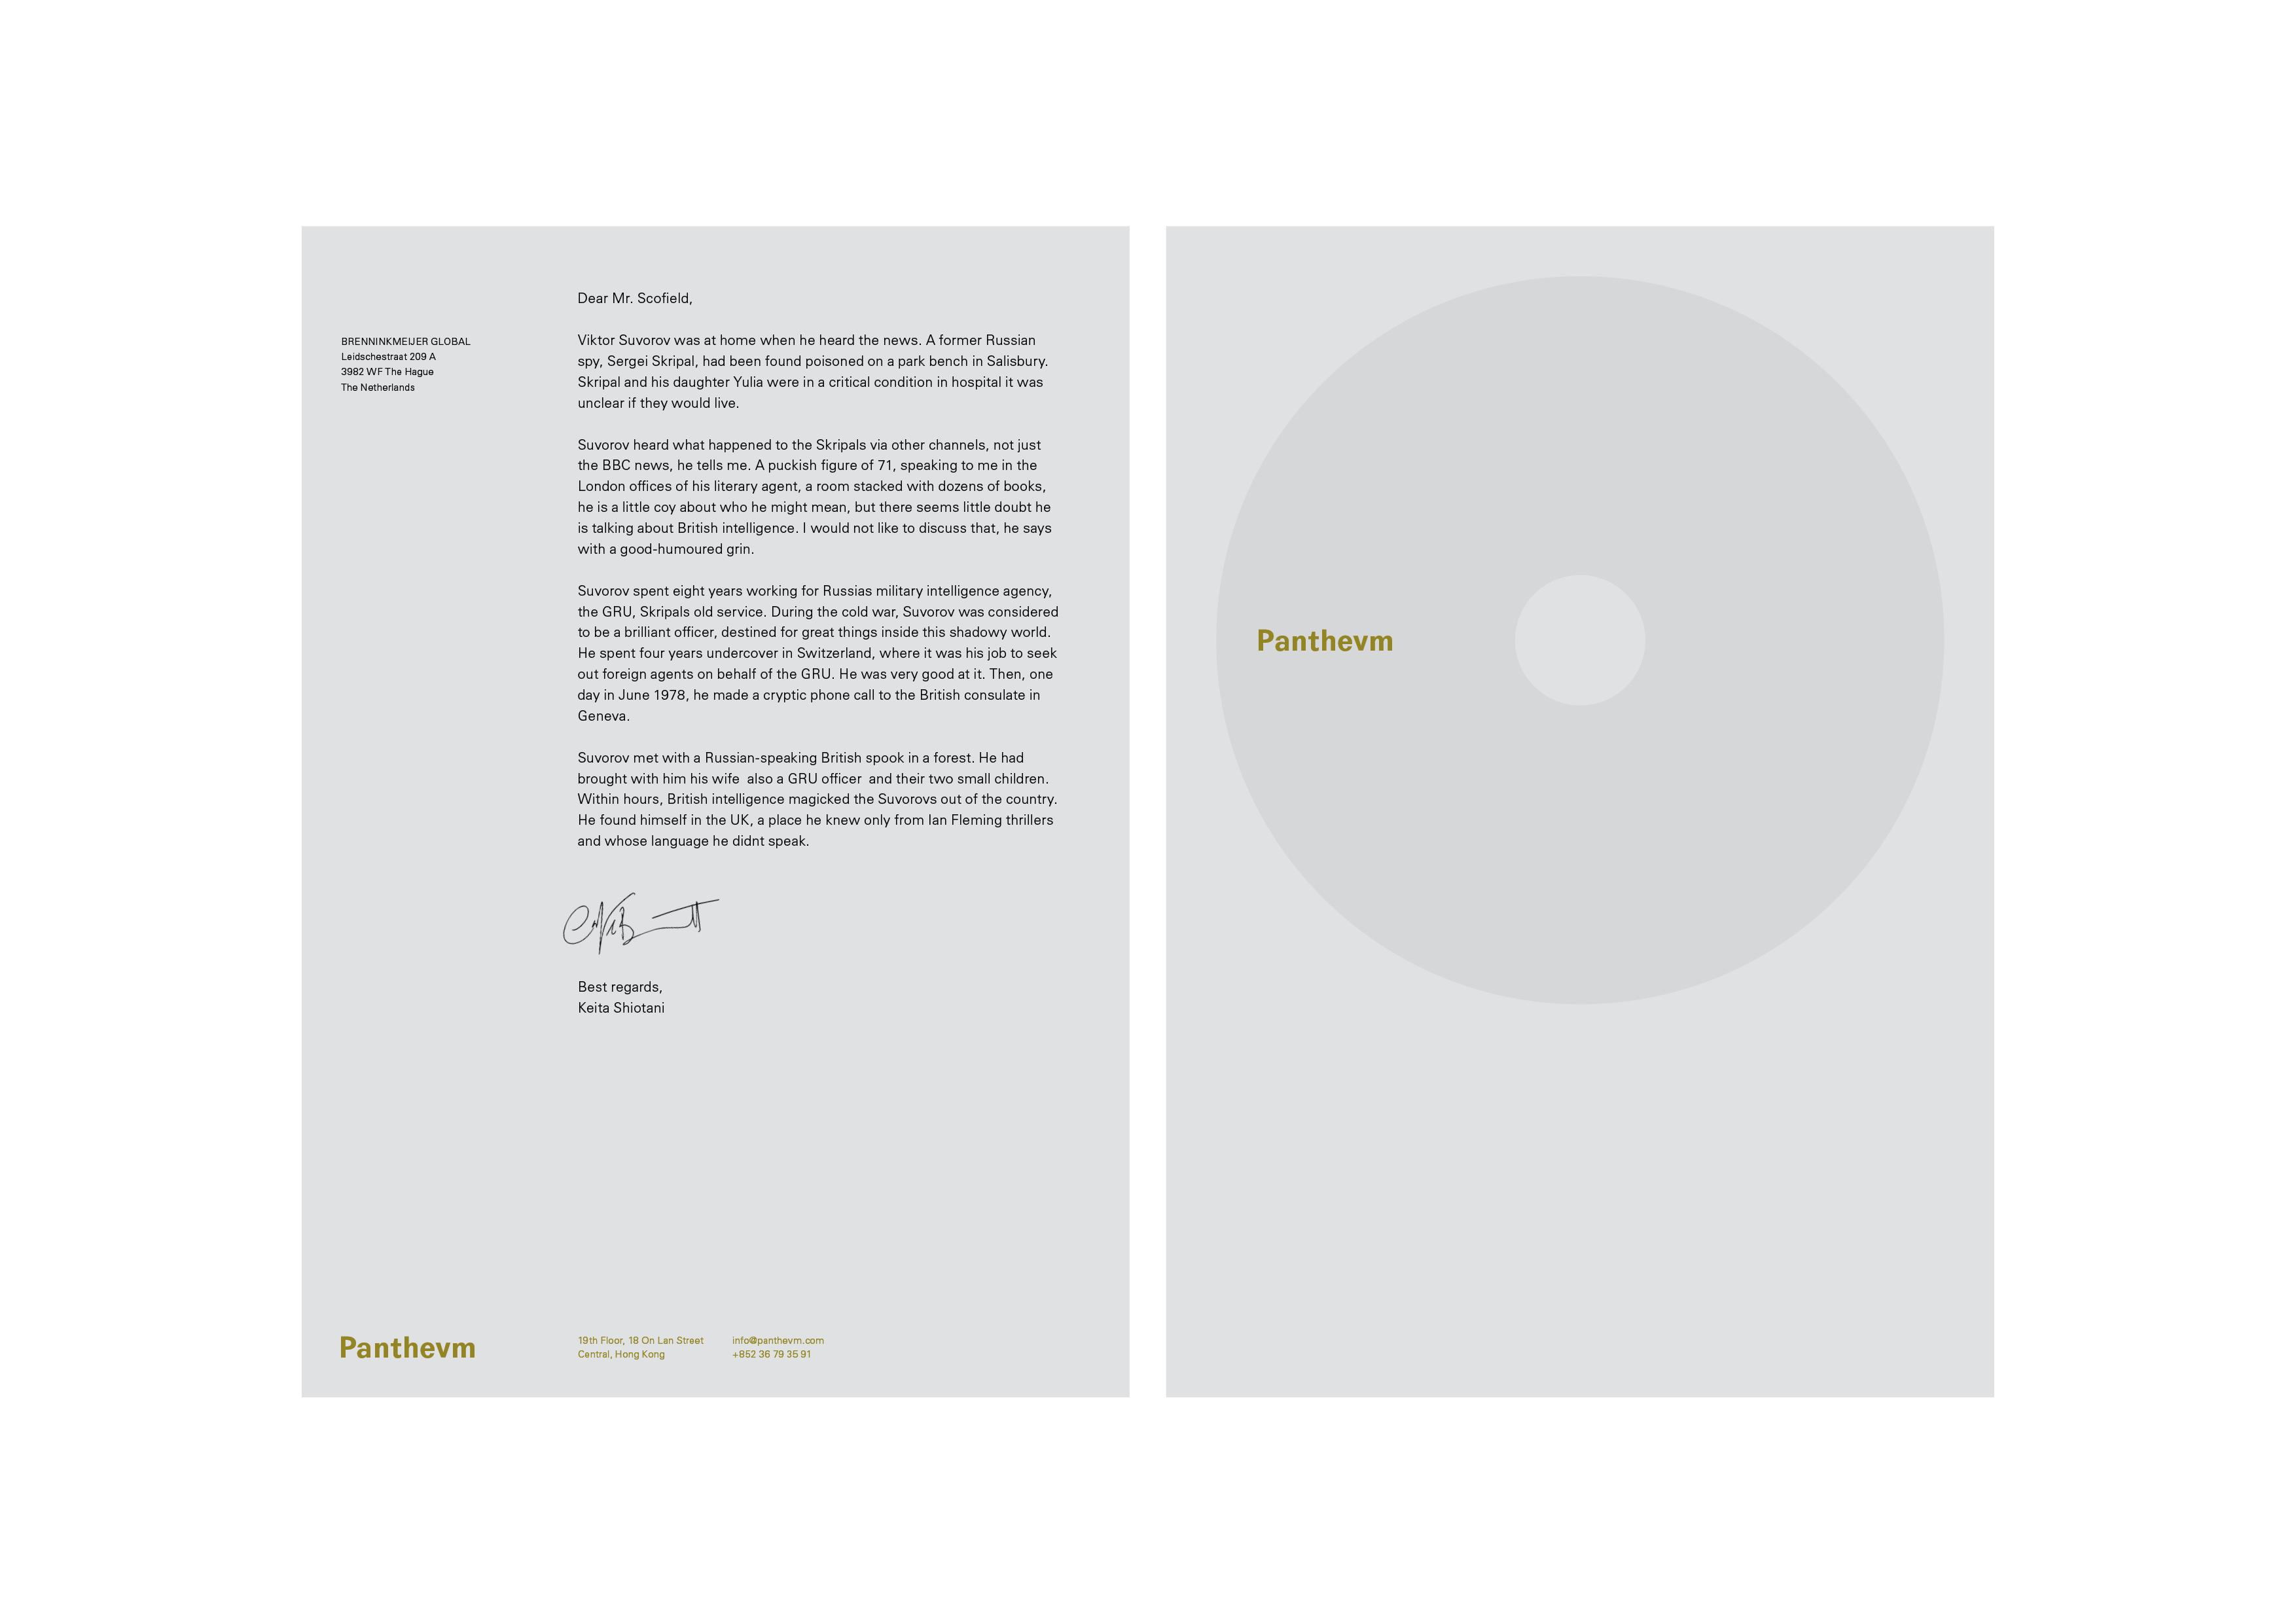 Dear Mr. Scofield,
BRENNINKMEIJER GLOBAL
Leidschestraat 209 A
3982 WF The Hague
The Netherlands
Viktor Suvorov was at home when he heard the news. A former Russian
spy, Sergei Skripal, had been found poisoned on a park bench in Salisbury.
Skripal and his daughter Yulia were in a critical condition in hospital it was
unclear if they would live.
Suvorov heard what happened to the Skripals via other channels, not just
the BBC news, he tells me. A puckish figure of 71, speaking to me in the
London offices of his literary agent, a room stacked with dozens of books,
he is a little coy about who he might mean, but there seems little doubt he
is talking about British intelligence. I would not like to discuss that, he says
with a good-humoured grin.
Suvorov spent eight years working for Russias military intelligence agency,
the GRU, Skripals old service. During the cold war, Suvorov was considered
to be a brilliant officer, destined for great things inside this shadowy world.
He spent four years undercover in Switzerland, where it was his job to seek
out foreign agents on behalf of the GRU. He was very good at it. Then, one
day in June 1978, he made a cryptic phone call to the British consulate in
Geneva.
Suvorov met with a Russian-speaking British spook in a forest. He had
brought with him his wife  also a GRU officer  and their two small children.
Within hours, British intelligence magicked the Suvorovs out of the country.
He found himself in the UK, a place he knew only from Ian Fleming thrillers
and whose language he didnt speak.
Best regards,
Keita Shiotani
Panthevm
19th Floor, 18 On Lan Street
Central, Hong Kong
info@panthevm.com
+852 36 79 35 91
Panthevm